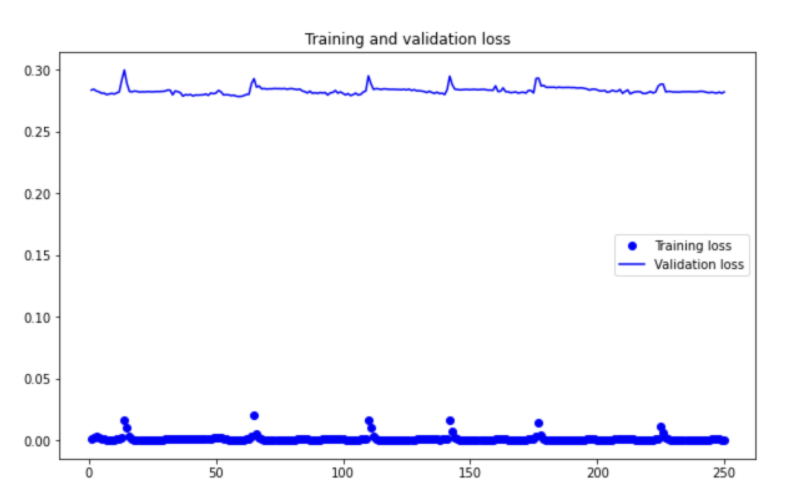 Training and validation loss
0.30
0.25
0.20
0.15
0.10
0.05
0.00
Training loss
Validation loss
0 50 100 150 200 250